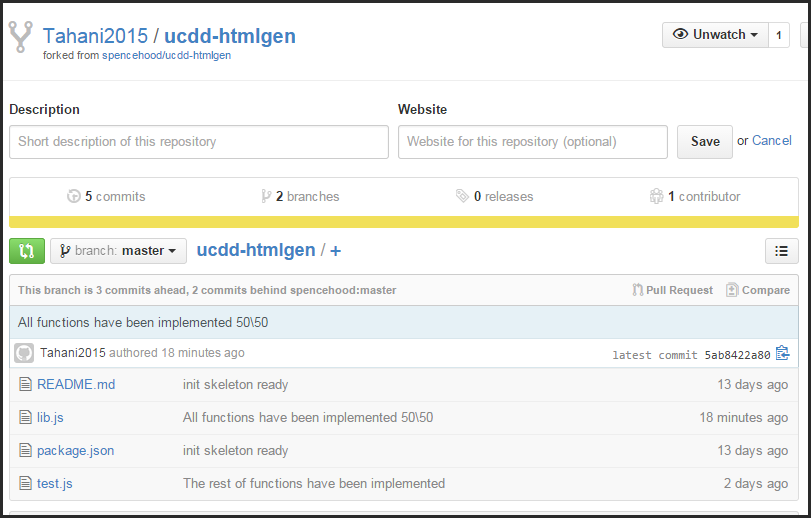 Tahani2015 / ucdd-htmlgen
Unwatch 1
forked from spencehood/ucdd-htmlgen
Description Website
Short description of this repository Website for this repository (optional) Save or Cancel
5 commits 2 branches 0 releases 1 contributor
branch: master ucdd-htmlgen / +
This branch is 3 commits ahead, 2 commits behind spencehood:master Pull Request Compare
All functions have been implemented 50\50
Tahani2015 authored 18 minutes ago latest commit 5ab8422a80
README.md init skeleton ready 13 days ago
lib.js All functions have been implemented 50\50 18 minutes ago
package.json init skeleton ready 13 days ago
test.js The rest of functions have been implemented 2 days ago